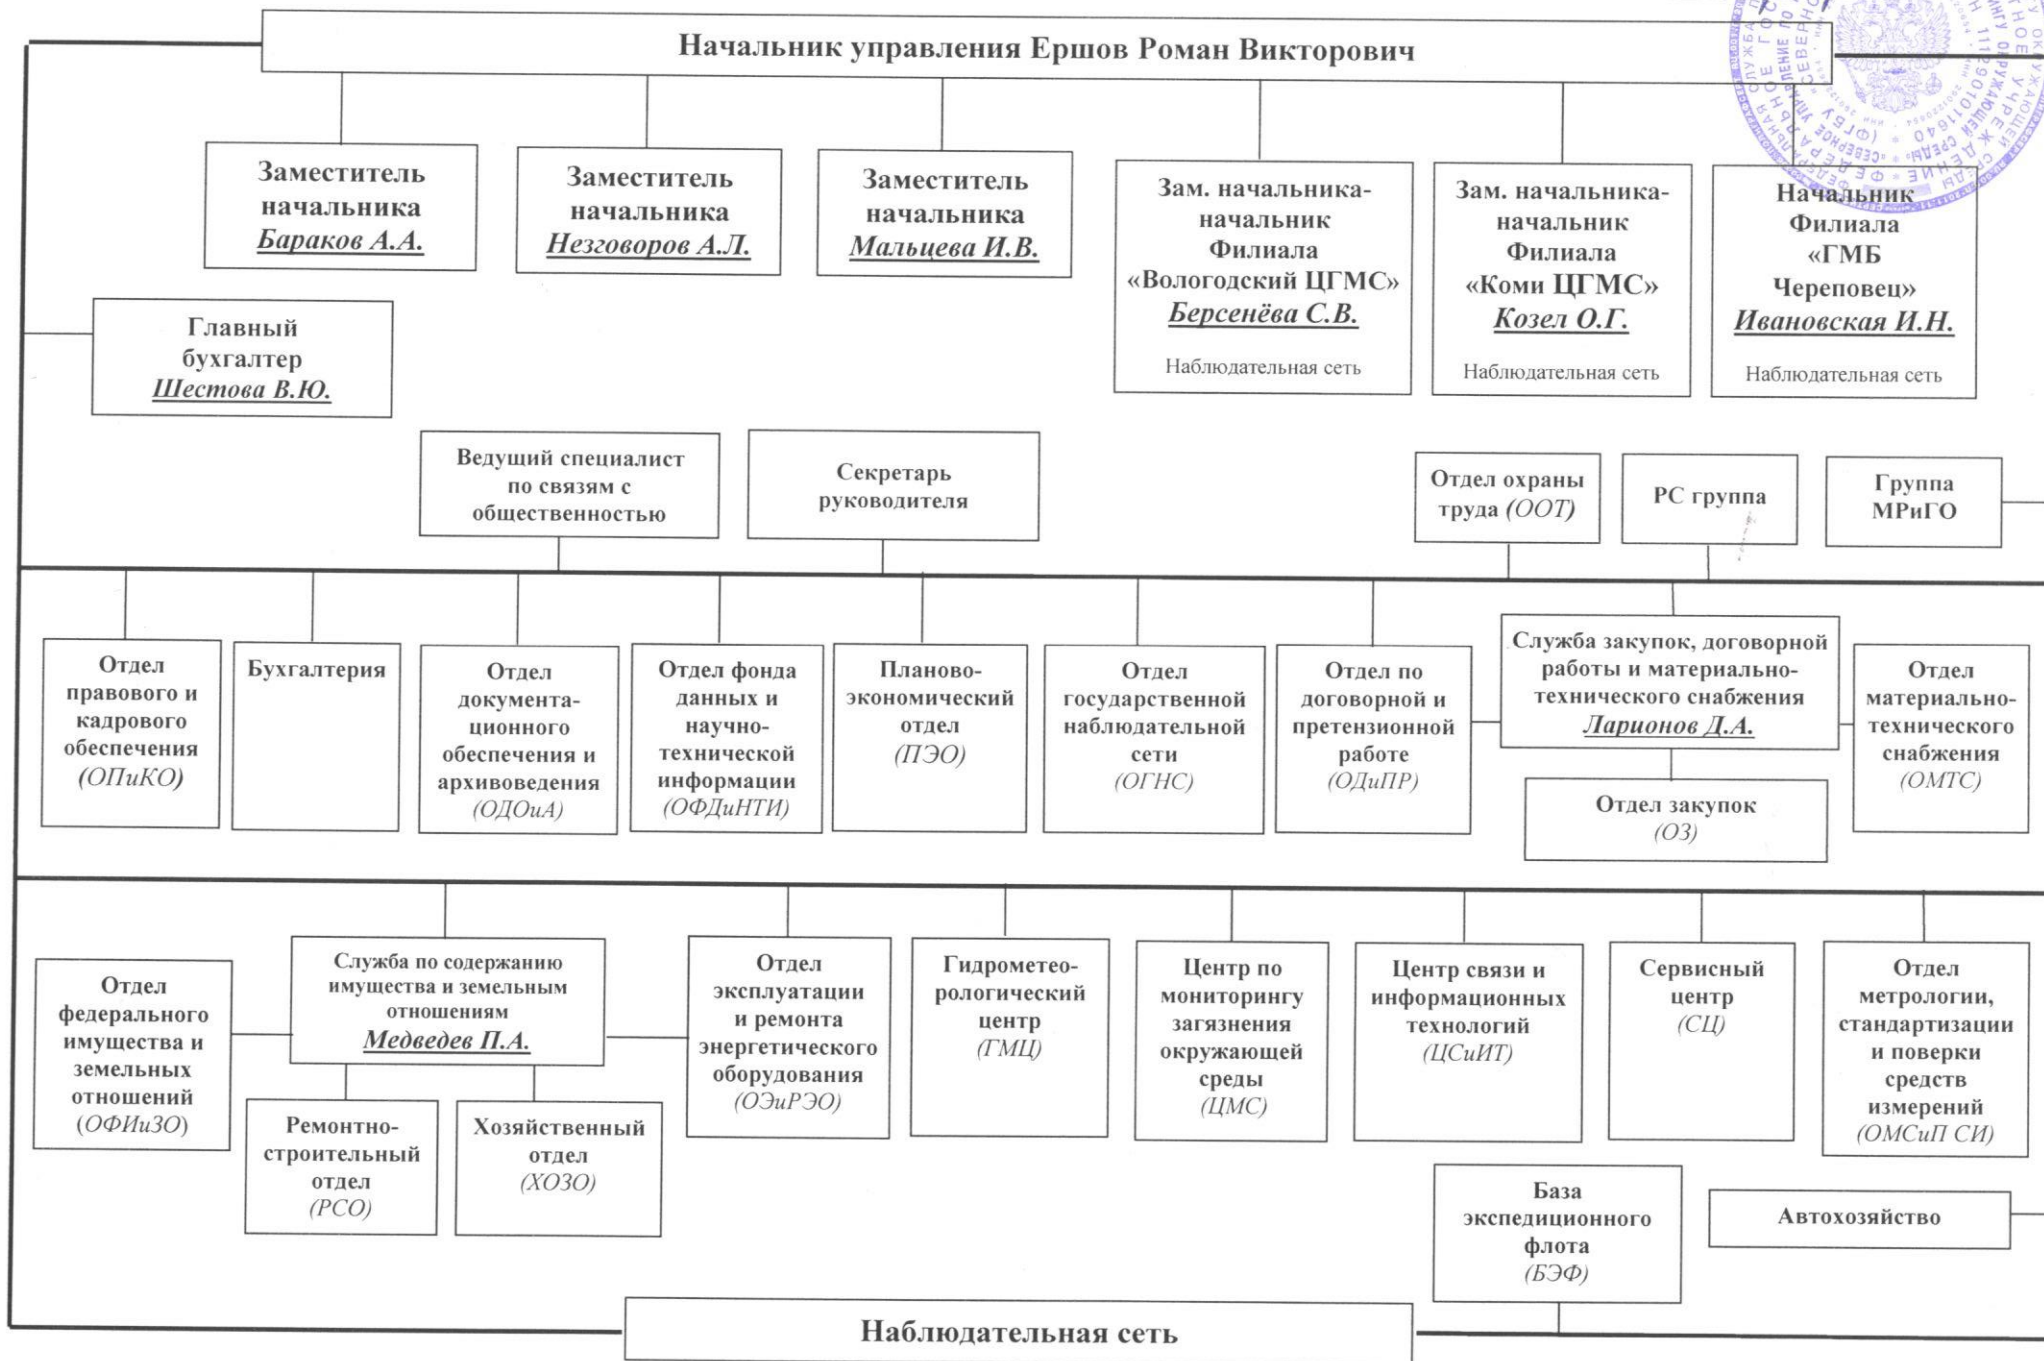 Начальник управления Ершов Роман Викторович
Заместитель
начальника
Бараков А.А.
Заместитель
начальника
Незговоров А.Л.
Заместитель
начальника
Мальцева И.В.
Зам. начальника-
начальник
Филиала
«Вологодский ЦГМС»
Берсенёва С.В.
Наблюдательная сеть
Зам. начальника-
начальник
Филиала
«Коми ЦГМС»
Козел О.Г.
Наблюдательная сеть
Начальник
Филиала
«ГМБ
Череповец»
Ивановская И.Н.
Наблюдательная сеть
Главный
бухгалтер
Шестова В.Ю.
Ведущий специалист
по связям с
общественностью
Секретарь
руководителя
Отдел охраны
труда (ООТ)
РС группа
Группа
МРиГО
Отдел
правового и
кадрового
обеспечения
(ОПиКО)
Бухгалтерия
Отдел
документа-
ционного
обеспечения и
архивоведения
(ОДОиА)
Отдел фонда
данных и
научно-
технической
информации
(ОФДиНТИ)
Планово-
экономический
отдел
(ПЭО)
Отдел
государственной
наблюдательной
сети
(ОГНС)
Отдел по
договорной и
претензионной
работе
(ОДиПР)
Служба закупок, договорной
работы и материально-
технического снабжения
Ларионов Д.А.
Отдел закупок
(ОЗ)
Отдел
материально-
технического
снабжения
(ОМТС)
Отдел
федерального
имущества и
земельных
отношений
(ОФИиЗО)
Служба по содержанию
имущества и земельным
отношениям
Медведев П.А.
Ремонтно-
строительный
отдел
(РСО)
Хозяйственный
отдел
(ХОЗО)
Отдел
эксплуатации
и ремонта
энергетического
оборудования
(ОЭиРЭО)
Гидрометео-
рологический
центр
(ГМЦ)
Центр по
мониторингу
загязнения
окружающей
среды
(ЦМС)
Центр связи и
информационных
технологий
(ЦСиИТ)
Сервисный
центр
(СЦ)
Отдел
метрологии,
стандартизации
и поверки
средств
измерений
(ОМСиП СИ)
База
экспедиционного
флота
(БЭФ)
Автохозяйство
Наблюдательная сеть